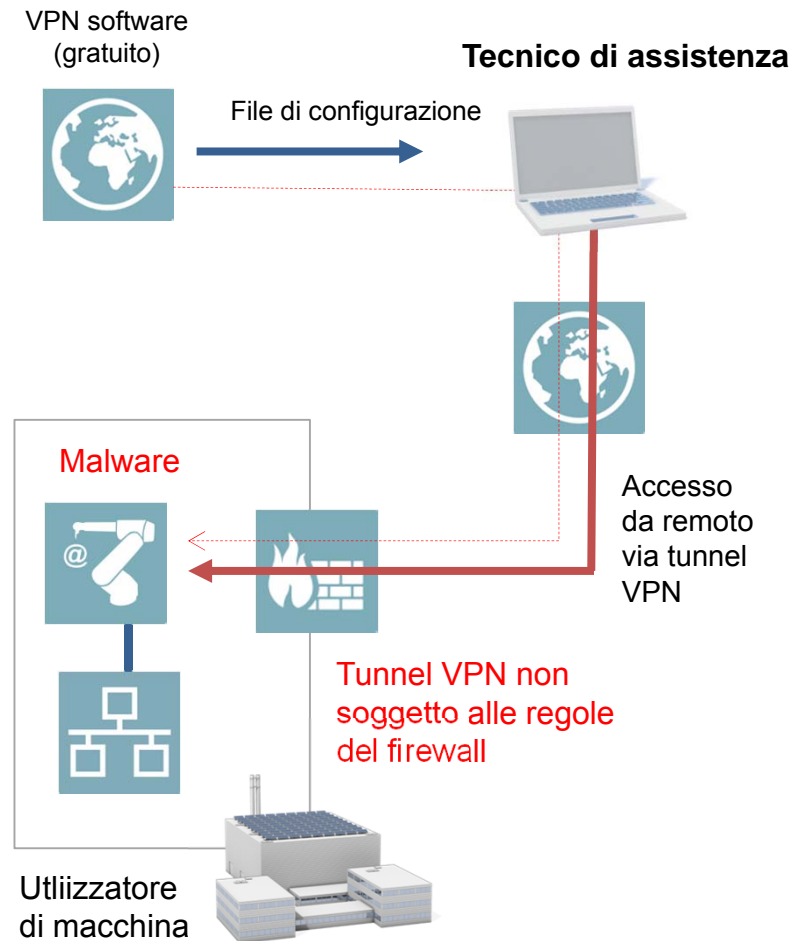 VPN software
(gratuito)
Tecnico di assistenza
File di configurazione
Malware
@
Accesso
da remoto
via tunnel
VPN
Tunnel VPN non
soggetto alle regole
del firewall
Utliizzatore
di macchina